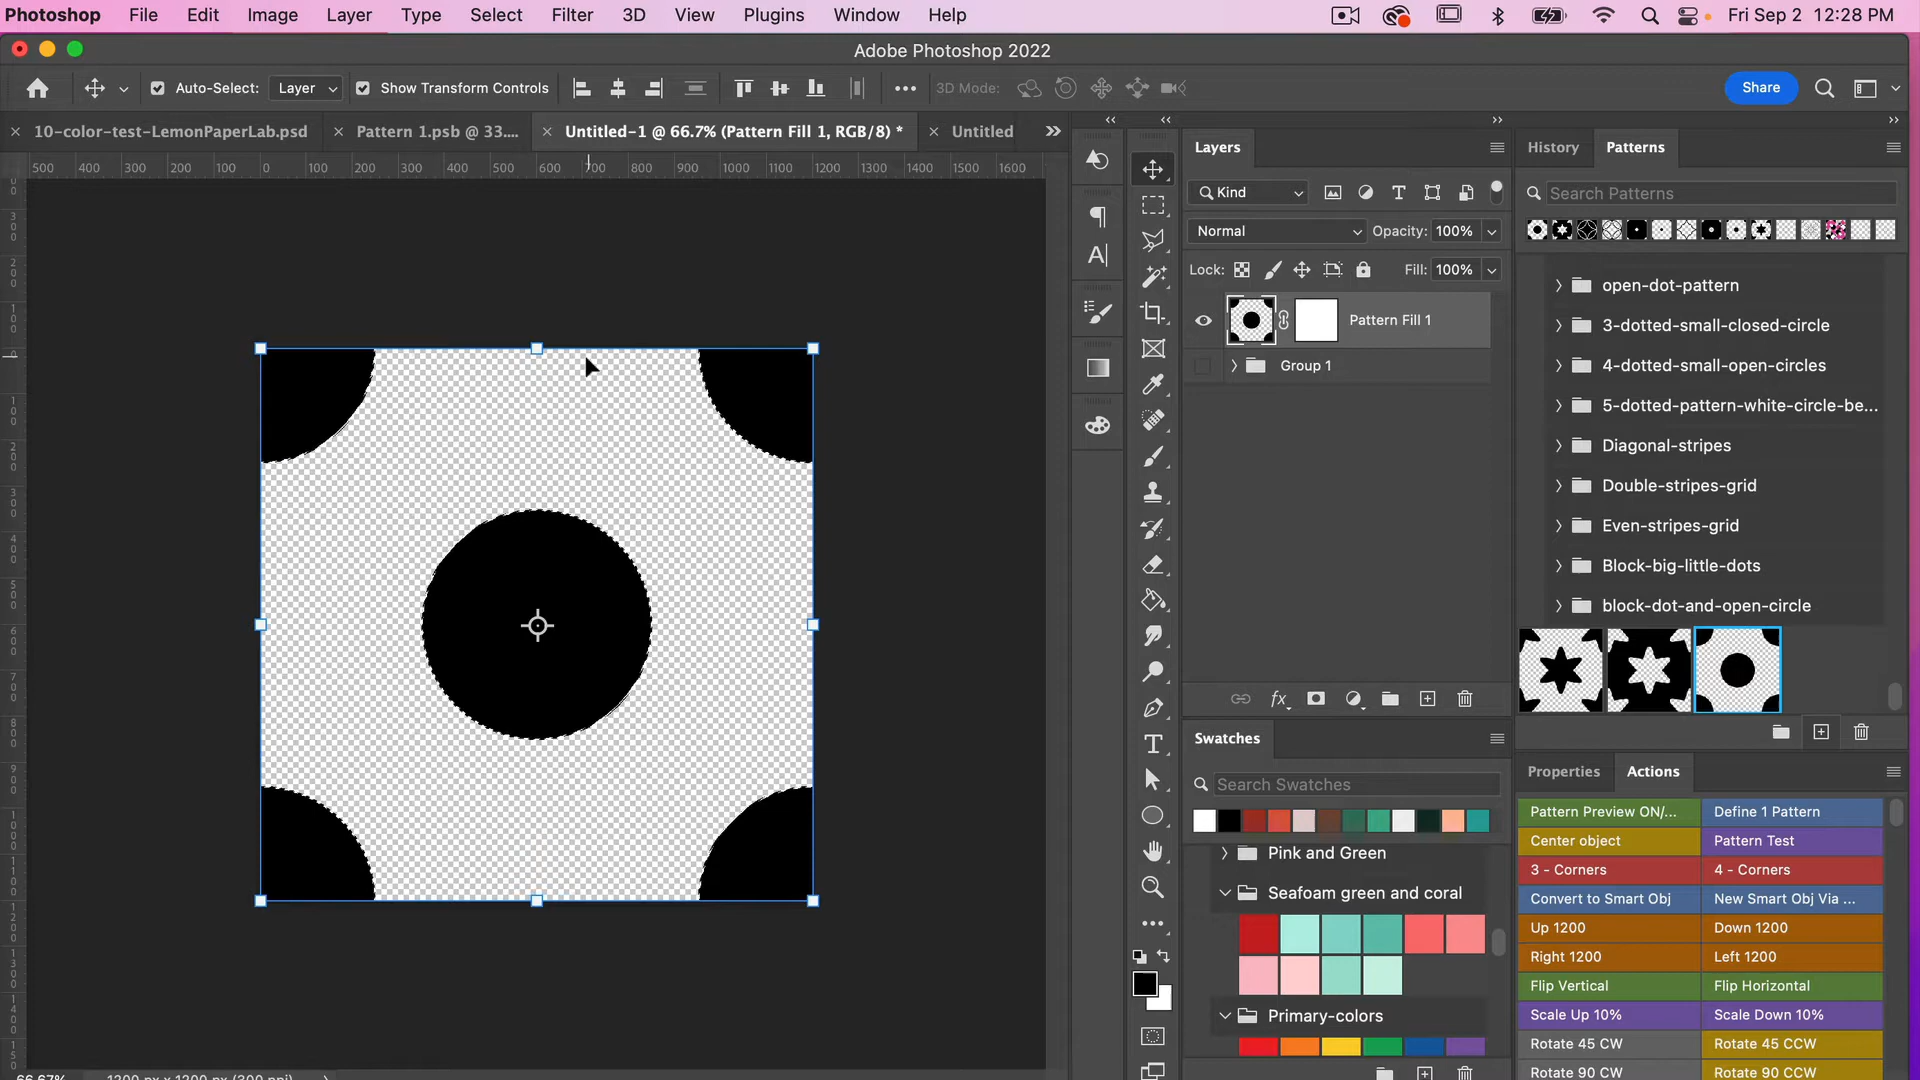 Photoshop File Edit Image Layer Type Select Filter 3D View Plugins Window Help Fri Sep 2 12:28 PM
Adobe Photoshop 2022
Auto-Select: Layer Show Transform Controls 3D Mode: Share
10-color-test-LemonPaperLab.psd Pattern 1.psb @ 33.... Untitled-1 @ 66.7% (Pattern Fill 1, RGB/8) * Untitled
500 400 300 200 100 0 100 200 300 400 500 600 700 800 900 1000 1100 1200 1300 1400 1500 1600
Layers
Kind
Normal Opacity: 100%
Lock: Fill: 100%
Pattern Fill 1
Group 1
fx
Swatches
Search Swatches
Pink and Green
Seafoam green and coral
Primary-colors
History Patterns
Search Patterns
open-dot-pattern
3-dotted-small-closed-circle
4-dotted-small-open-circles
5-dotted-pattern-white-circle-be...
Diagonal-stripes
Double-stripes-grid
Even-stripes-grid
Block-big-little-dots
block-dot-and-open-circle
Properties Actions
Pattern Preview ON/... Define 1 Pattern
Center object Pattern Test
3 - Corners 4 - Corners
Convert to Smart Obj New Smart Obj Via ...
Up 1200 Down 1200
Right 1200 Left 1200
Flip Vertical Flip Horizontal
Scale Up 10% Scale Down 10%
Rotate 45 CW Rotate 45 CCW
Rotate 90 CW Rotate 90 CCW
66.67% 1200 px x 1200 px (300 ppi)